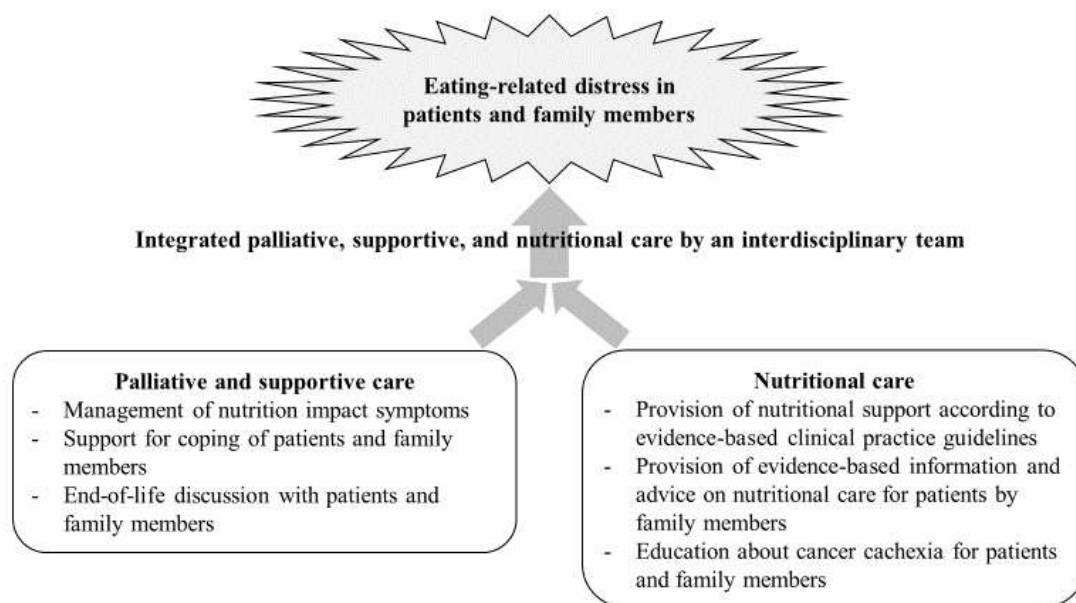 Eating-related distress in
patients and family members
Integrated palliative, supportive, and nutritional care by an interdisciplinary team
Palliative and supportive care
- Management of nutrition impact symptoms
- Support for coping of patients and family
members
- End-of-life discussion with patients and
family members
Nutritional care
- Provision of nutritional support according to
evidence-based clinical practice guidelines
- Provision of evidence-based information and
advice on nutritional care for patients by
family members
- Education about cancer cachexia for patients
and family members